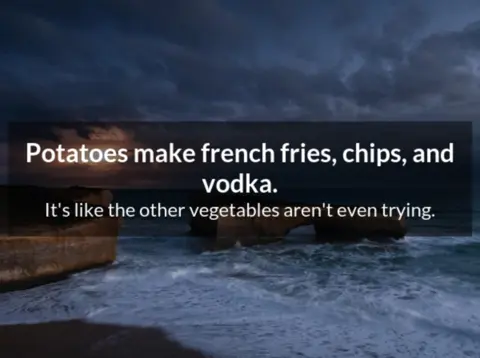 Potatoes make french fries, chips, and
vodka.
It's like the other vegetables aren't even trying.